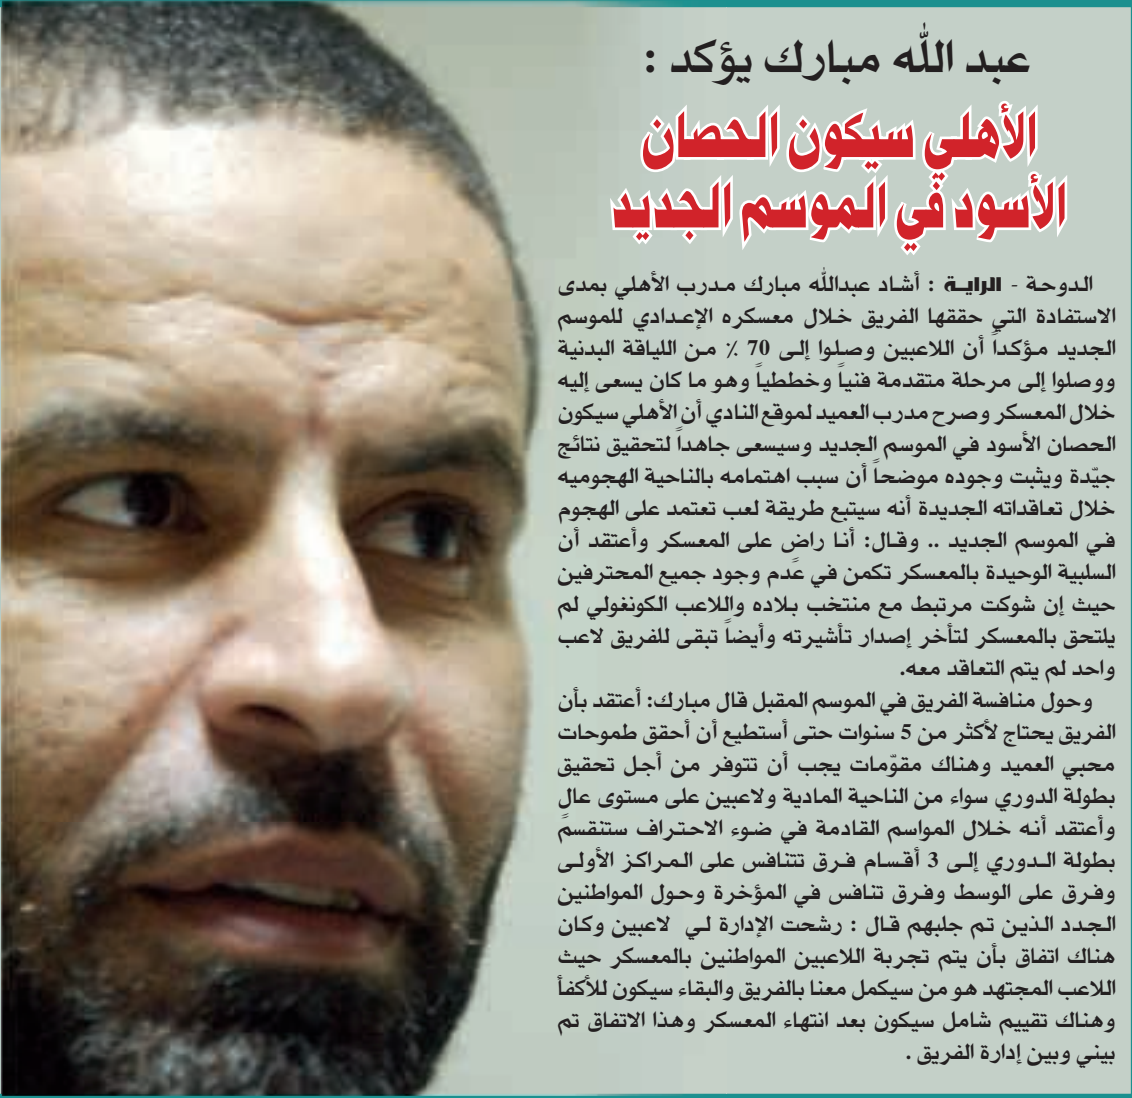 عبد الله مبارك يؤكد :
الأهلي سيكون الحصان
الأسود في الموسم الجديد
الدوحة - الراية : أشاد عبدالله مبارك مدرب الأهلي بمدى
الاستفادة التي حققها الفريق خلال معسكره الإعدادي للموسم
الجديد مؤكداً أن اللاعبين وصلوا إلى 70 ٪ من اللياقة البدنية
ووصلوا إلى مرحلة متقدمة فنياً وخططياً وهو ما كان يسعى إليه
خلال المعسكر وصرح مدرب العميد لموقع النادي أن الأهلي سيكون
الحصان الأسود في الموسم الجديد وسيسعى جاهداً لتحقيق نتائج
جيّدة ويثبت وجوده موضحاً أن سبب اهتمامه بالناحية الهجوميه
خلال تعاقداته الجديدة أنه سيتبع طريقة لعب تعتمد على الهجوم
في الموسم الجديد .. وقال: أنا راضٍ على المعسكر وأعتقد أن
السلبية الوحيدة بالمعسكر تكمن في عدم وجود جميع المحترفين
حيث إن شوكت مرتبط مع منتخب بلاده واللاعب الكونغولي لم
يلتحق بالمعسكر لتأخر إصدار تأشيرته وأيضاً تبقى للفريق لاعب
واحد لم يتم التعاقد معه.
وحول منافسة الفريق في الموسم المقبل قال مبارك: أعتقد بأن
الفريق يحتاج لأكثر من 5 سنوات حتى أستطيع أن أحقق طموحات
محبي العميد وهناك مقوّمات يجب أن تتوفر من أجل تحقيق
بطولة الدوري سواء من الناحية المادية ولاعبين على مستوى عالٍ
وأعتقد أنه خلال المواسم القادمة في ضوء الاحتراف ستنقسم
بطولة الدوري إلى 3 أقسام فرق تتنافس على المراكز الأولى
وفرق على الوسط وفرق تنافس في المؤخرة وحول المواطنين
الجدد الذين تم جلبهم قال : رشحت الإدارة لي لاعبين وكان
هناك اتفاق بأن يتم تجربة اللاعبين المواطنين بالمعسكر حيث
اللاعب المجتهد هو من سيكمل معنا بالفريق والبقاء سيكون للأكفأ
وهناك تقييم شامل سيكون بعد انتهاء المعسكر وهذا الاتفاق تم
بيني وبين إدارة الفريق .